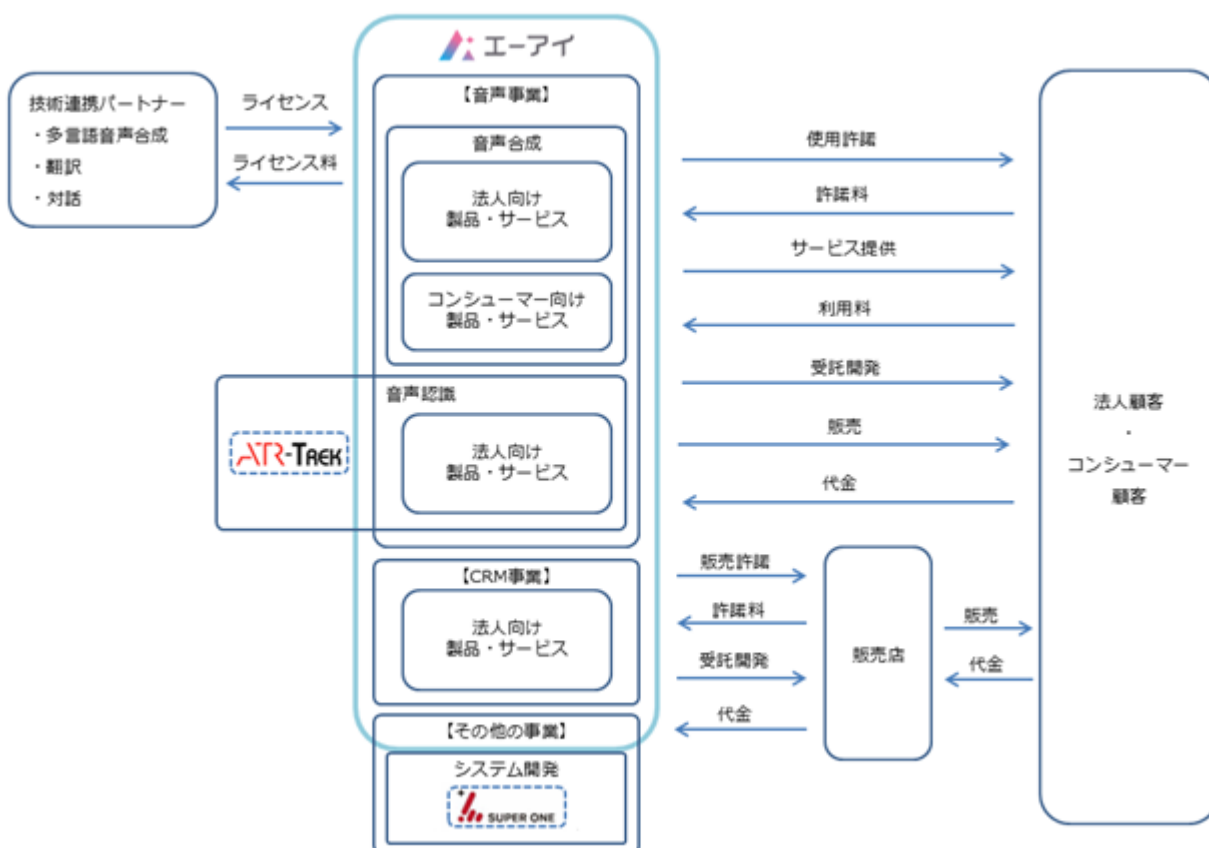 エーアイ
技術連携パートナー
・多言語音声合成
・翻訳
・対話
ライセンス
ライセンス料
【音声事業】
音声合成
法人向け
製品・サービス
コンシューマー向け
製品・サービス
音声認識
ATR-TREK
法人向け
製品・サービス
【CRM事業】
法人向け
製品・サービス
【その他の事業】
システム開発
SUPER ONE
使用許諾
許諾料
サービス提供
利用料
受託開発
販売
代金
販売許諾
許諾料
受託開発
代金
販売店
販売
代金
法人顧客
・
コンシューマー
顧客